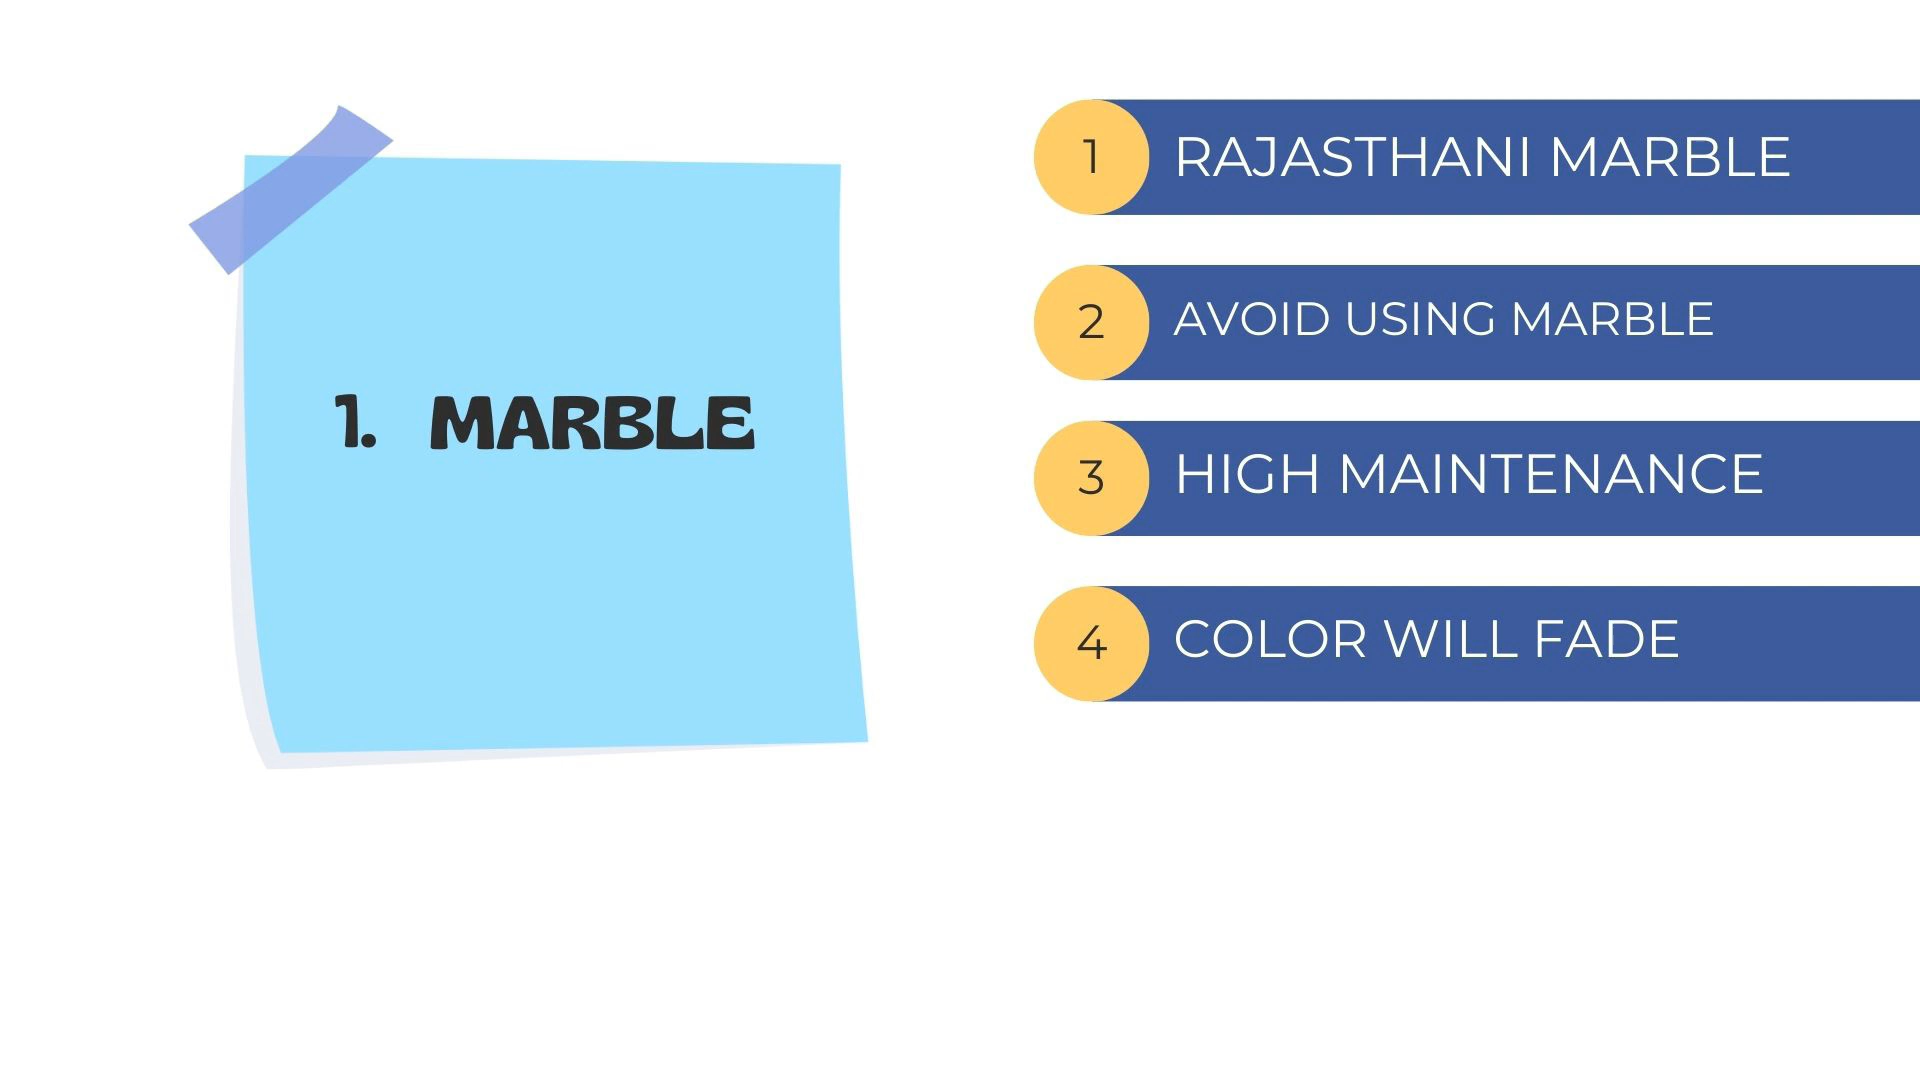 1. MARBLE
1 RAJASTHANI MARBLE
2 AVOID USING MARBLE
3 HIGH MAINTENANCE
4 COLOR WILL FADE